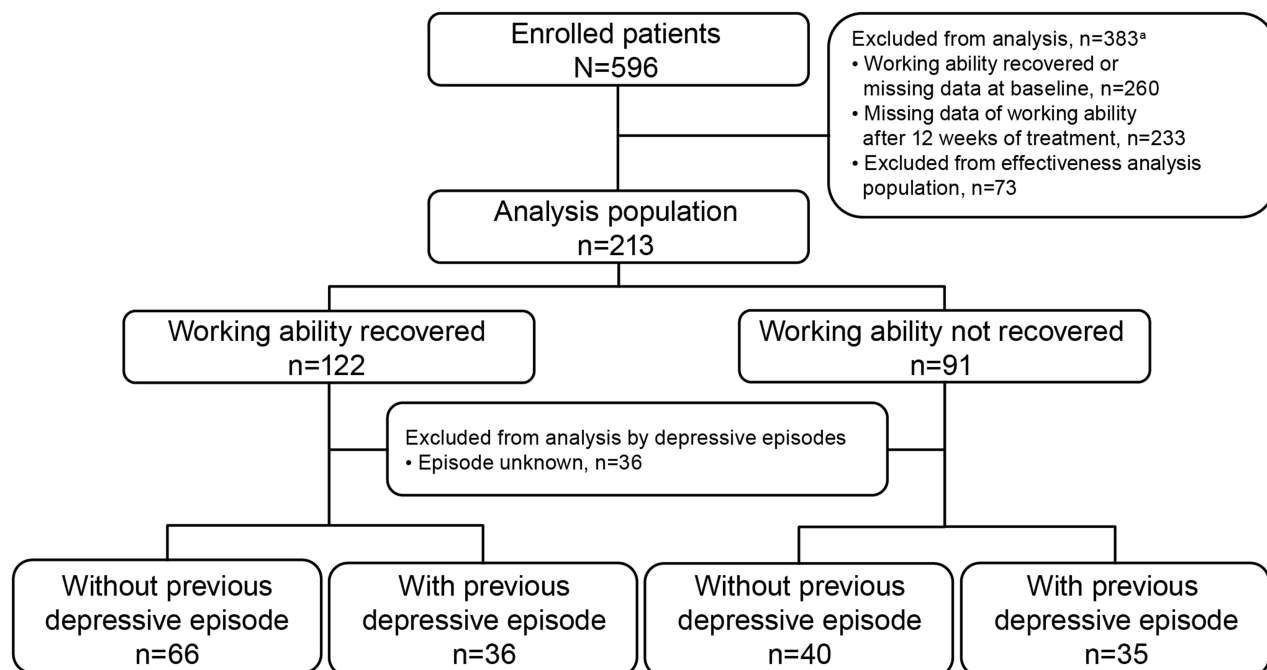 Enrolled patients
N=596
Excluded from analysis, n=383ᵃ
• Working ability recovered or
missing data at baseline, n=260
• Missing data of working ability
after 12 weeks of treatment, n=233
• Excluded from effectiveness analysis
population, n=73
Analysis population
n=213
Working ability recovered
n=122
Working ability not recovered
n=91
Excluded from analysis by depressive episodes
• Episode unknown, n=36
Without previous
depressive episode
n=66
With previous
depressive episode
n=36
Without previous
depressive episode
n=40
With previous
depressive episode
n=35